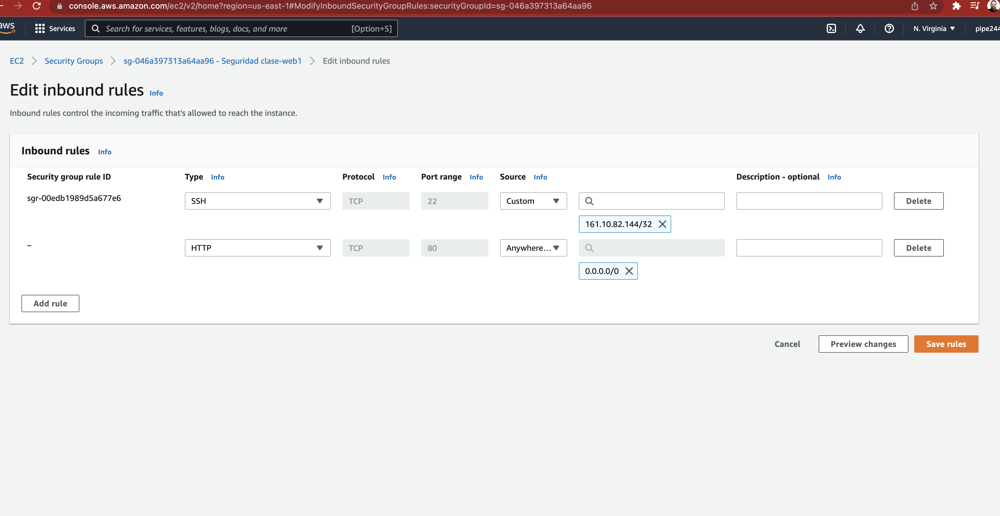 console.aws.amazon.com/ec2/v2/home?region=us-east-1#ModifyInboundSecurityGroupRules:securityGroupId=sg-046a397313a64aa96
aws Services Search for services, features, blogs, docs, and more [Option+S] N. Virginia pipe244
EC2 Security Groups sg-046a397313a64aa96 - Seguridad clase-web1 Edit inbound rules
Edit inbound rules Info
Inbound rules control the incoming traffic that's allowed to reach the instance.
Inbound rules Info
Security group rule ID Type Info Protocol Info Port range Info Source Info Description - optional Info
sgr-00edb1989d5a677e6 SSH TCP 22 Custom Delete
161.10.82.144/32
– HTTP TCP 80 Anywhere... Delete
0.0.0.0/0
Add rule
Cancel Preview changes Save rules